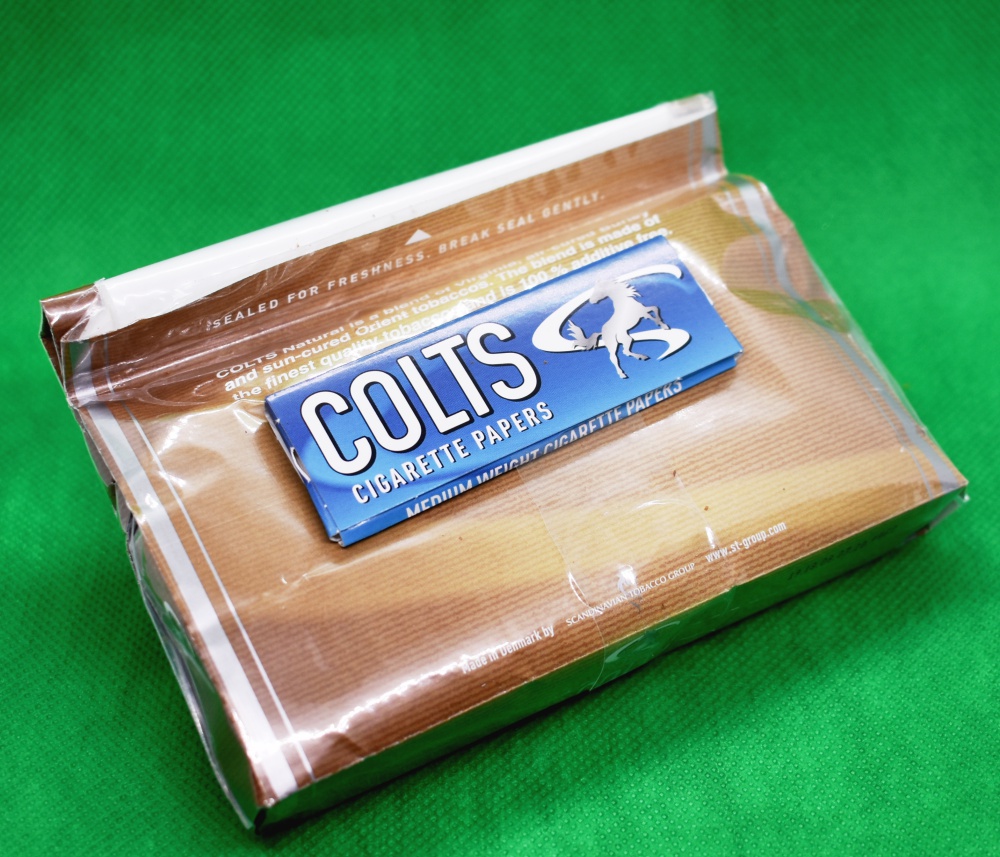 SEALED FOR FRESHNESS. BREAK SEAL GENTLY.
COLTS Natural is a blend of Virginia,
and sun-cured Orient tobaccos. The blend is made of
the finest quality tobaccos and is 100 % additive free.
COLTS
CIGARETTE PAPERS
MEDIUM WEIGHT CIGARETTE PAPERS
Made in Denmark by SCANDINAVIAN TOBACCO GROUP www.st-group.com